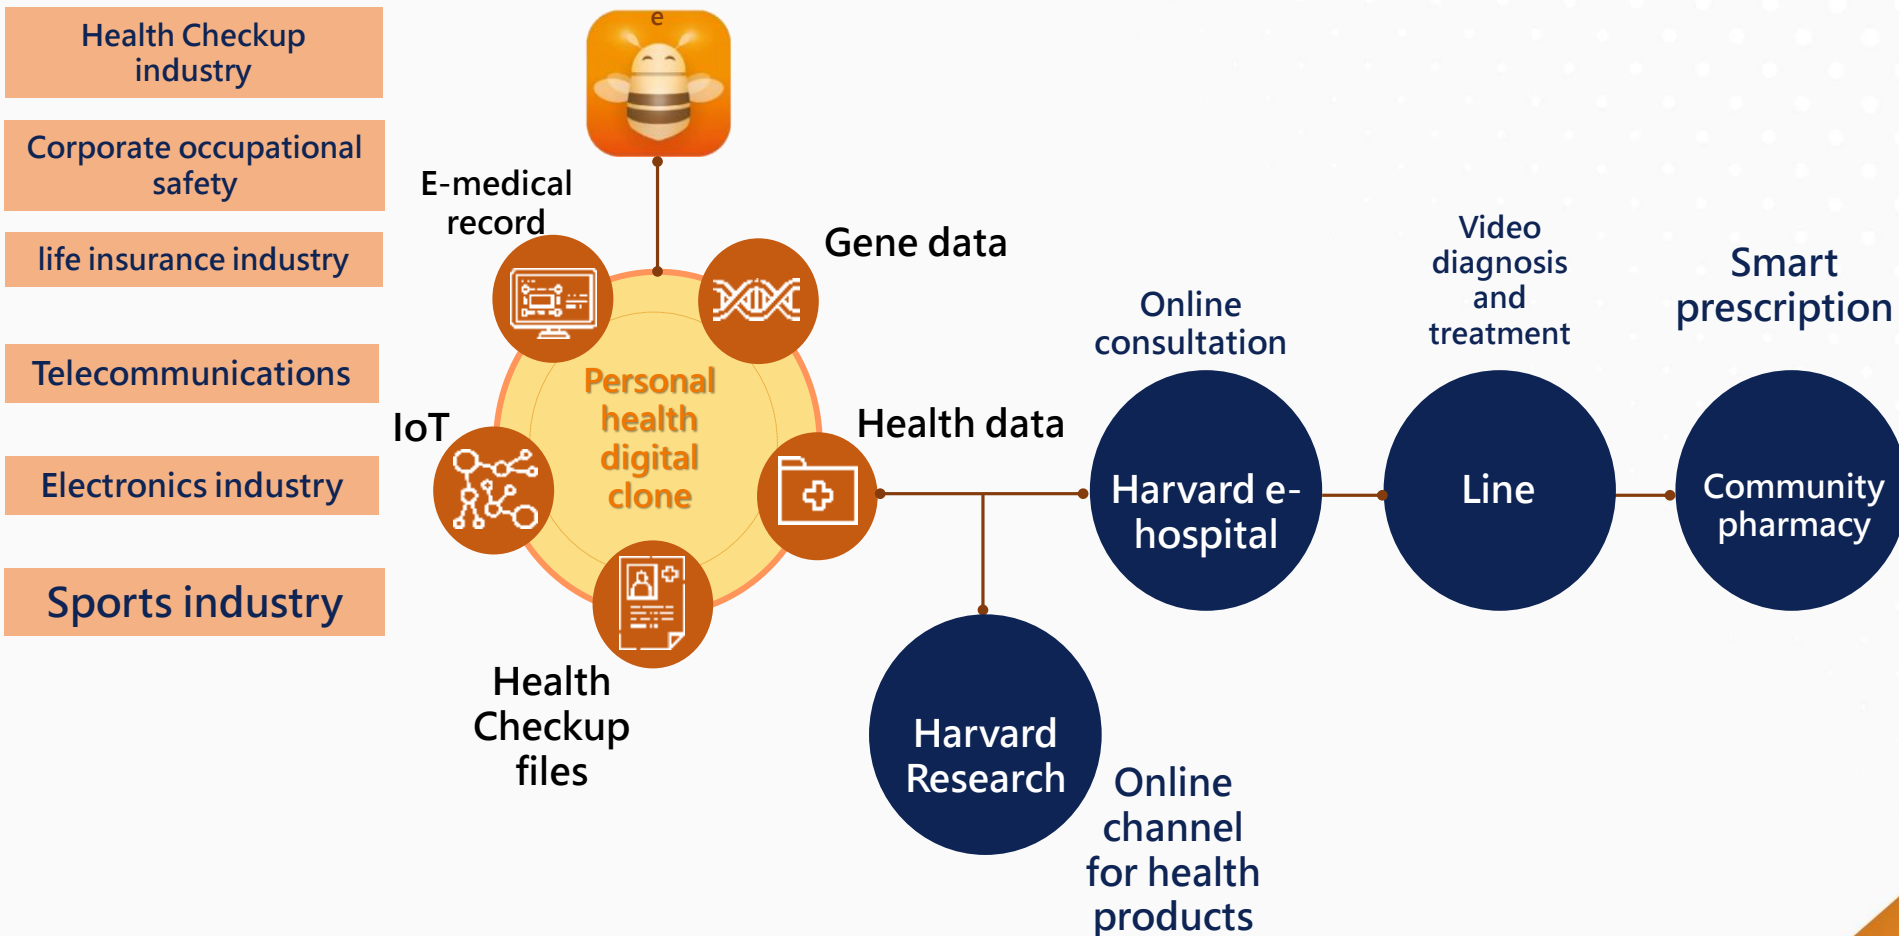 Health Checkup
industry
Corporate occupational
safety
life insurance industry
Telecommunications
Electronics industry
Sports industry
e
E-medical
record
Gene data
IoT
Personal
health
digital
clone
Health data
Health
Checkup
files
Online
consultation
Harvard e-
hospital
Video
diagnosis
and
treatment
Line
Smart
prescription
Community
pharmacy
Harvard
Research
Online
channel
for health
products